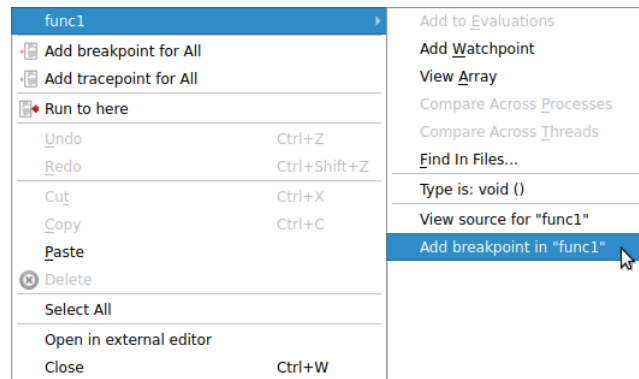 func1
Add breakpoint for All
Add tracepoint for All
Run to here
Undo Ctrl+Z
Redo Ctrl+Shift+Z
Cut Ctrl+X
Copy Ctrl+C
Paste
Delete
Select All
Open in external editor
Close Ctrl+W
Add to Evaluations
Add Watchpoint
View Array
Compare Across Processes
Compare Across Threads
Find In Files...
Type is: void ()
View source for "func1"
Add breakpoint in "func1"